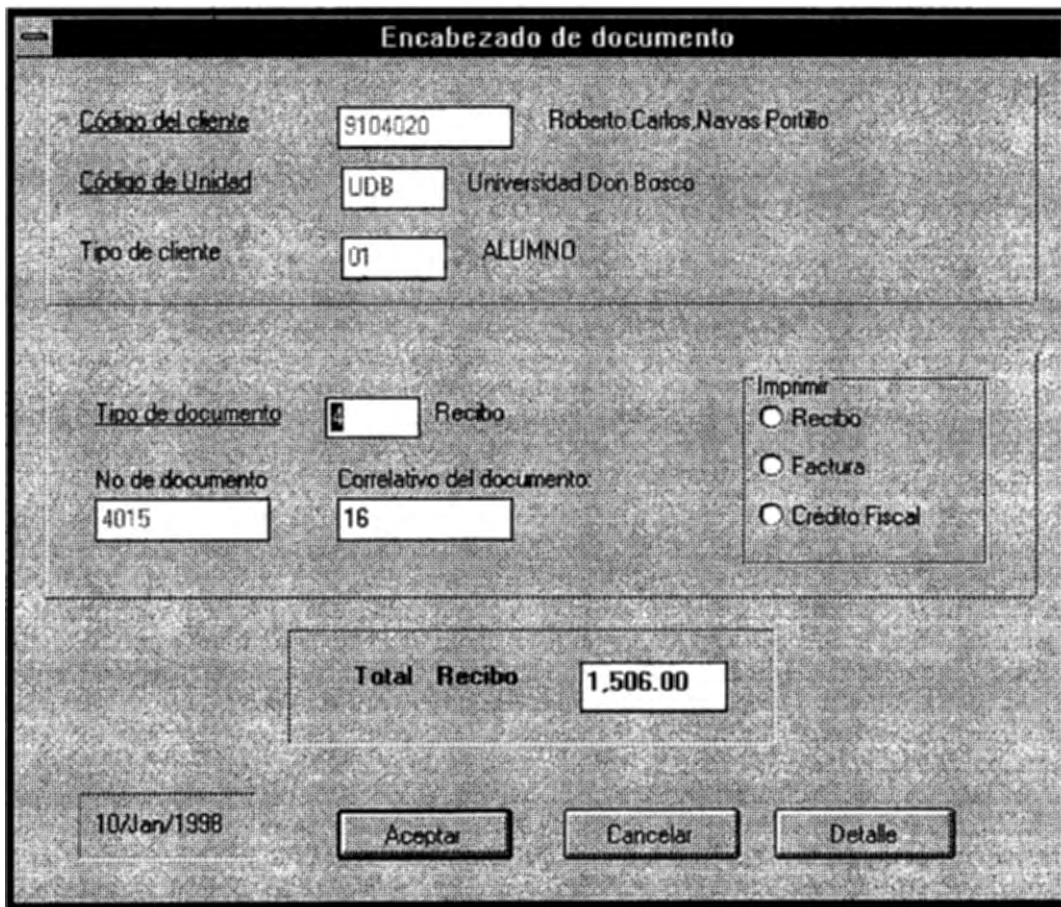 Encabezado de documento
Código del cliente 9104020 Roberto Carlos,Navas Portillo
Código de Unidad UDB Universidad Don Bosco
Tipo de cliente 01 ALUMNO
Tipo de documento 4 Recibo
No de documento Correlativo del documento:
4015 16
Imprimir
Recibo
Factura
Crédito Fiscal
Total Recibo 1,506.00
10/Jan/1998 Aceptar Cancelar Detalle